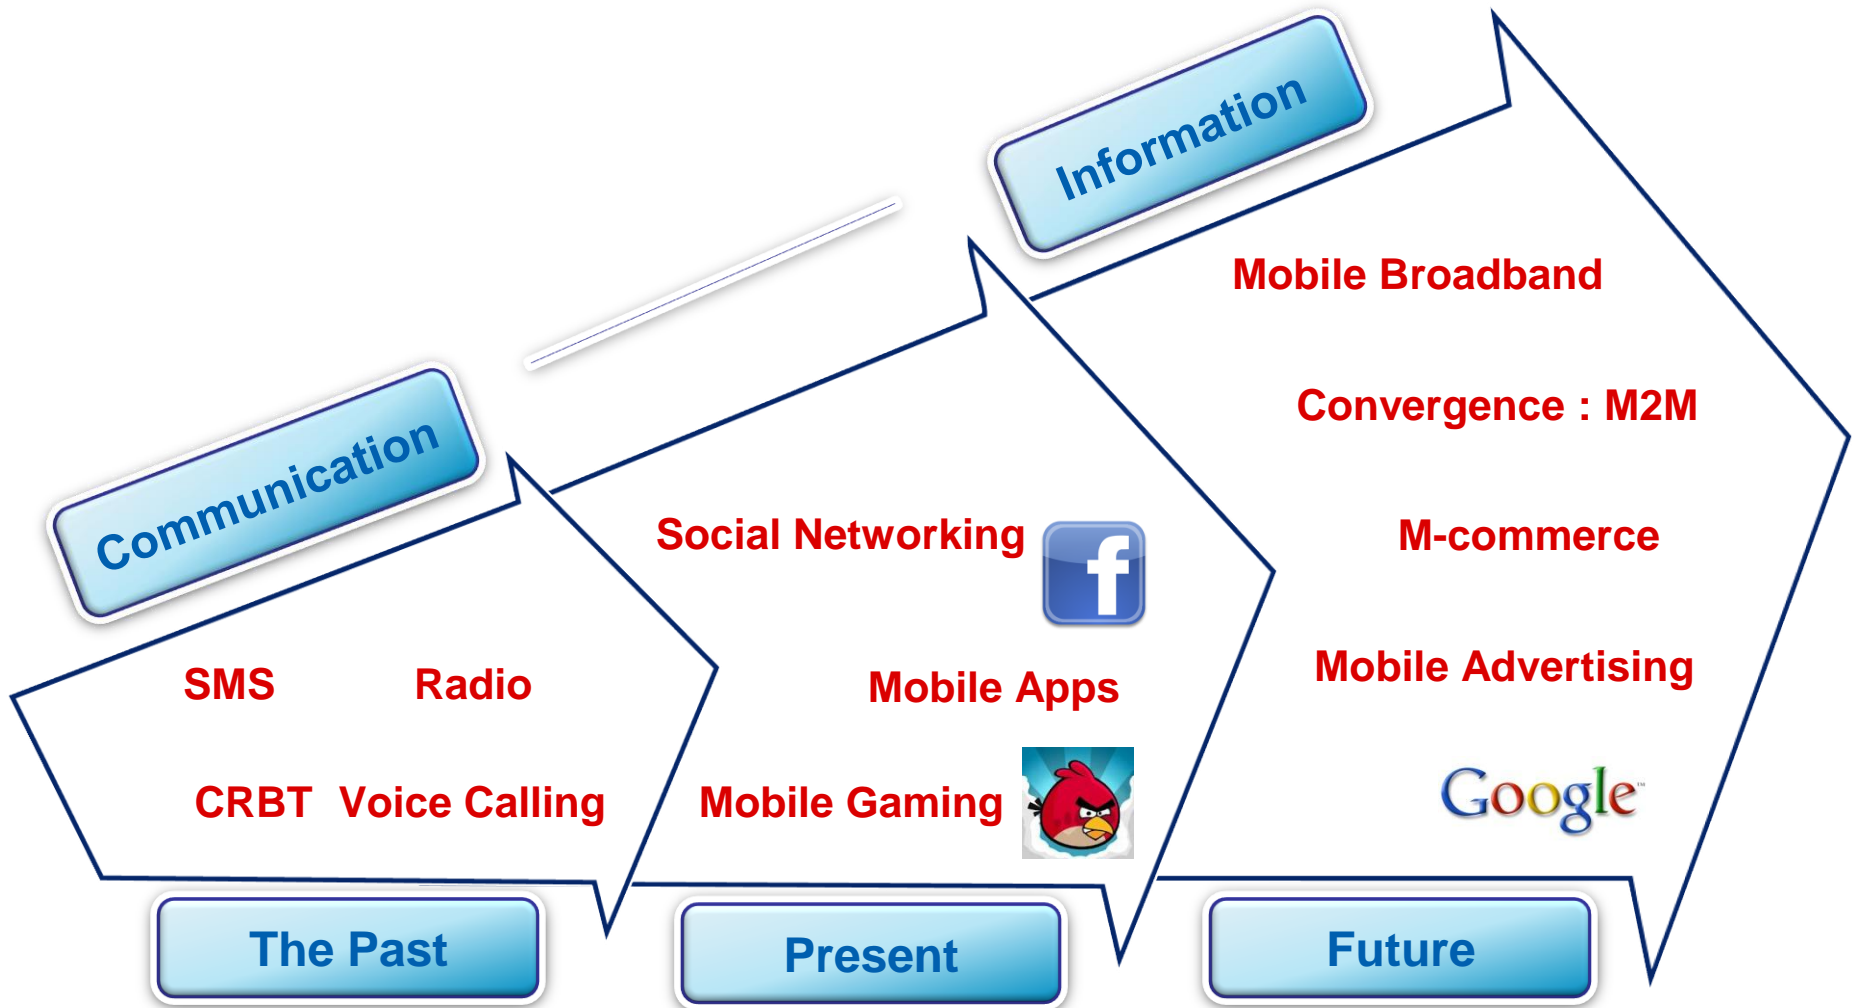 Information
Communication
Mobile Broadband
Convergence : M2M
M-commerce
Mobile Advertising
Google™
Social Networking
f
Mobile Apps
Mobile Gaming
SMS Radio
CRBT Voice Calling
The Past
Present
Future